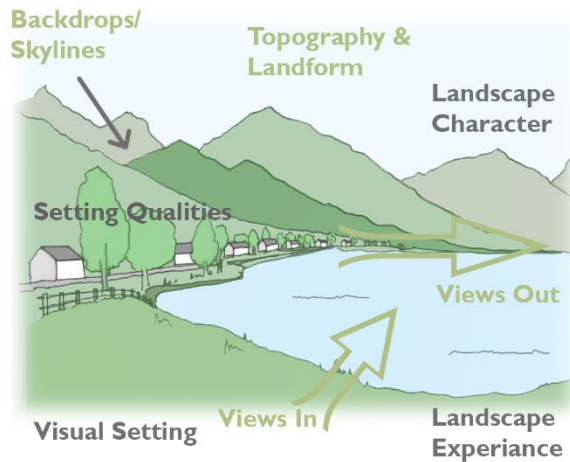 Backdrops/
Skylines
Topography &
Landform
Landscape
Character
Setting Qualities
Views Out
Views In
Visual Setting
Landscape
Experiance